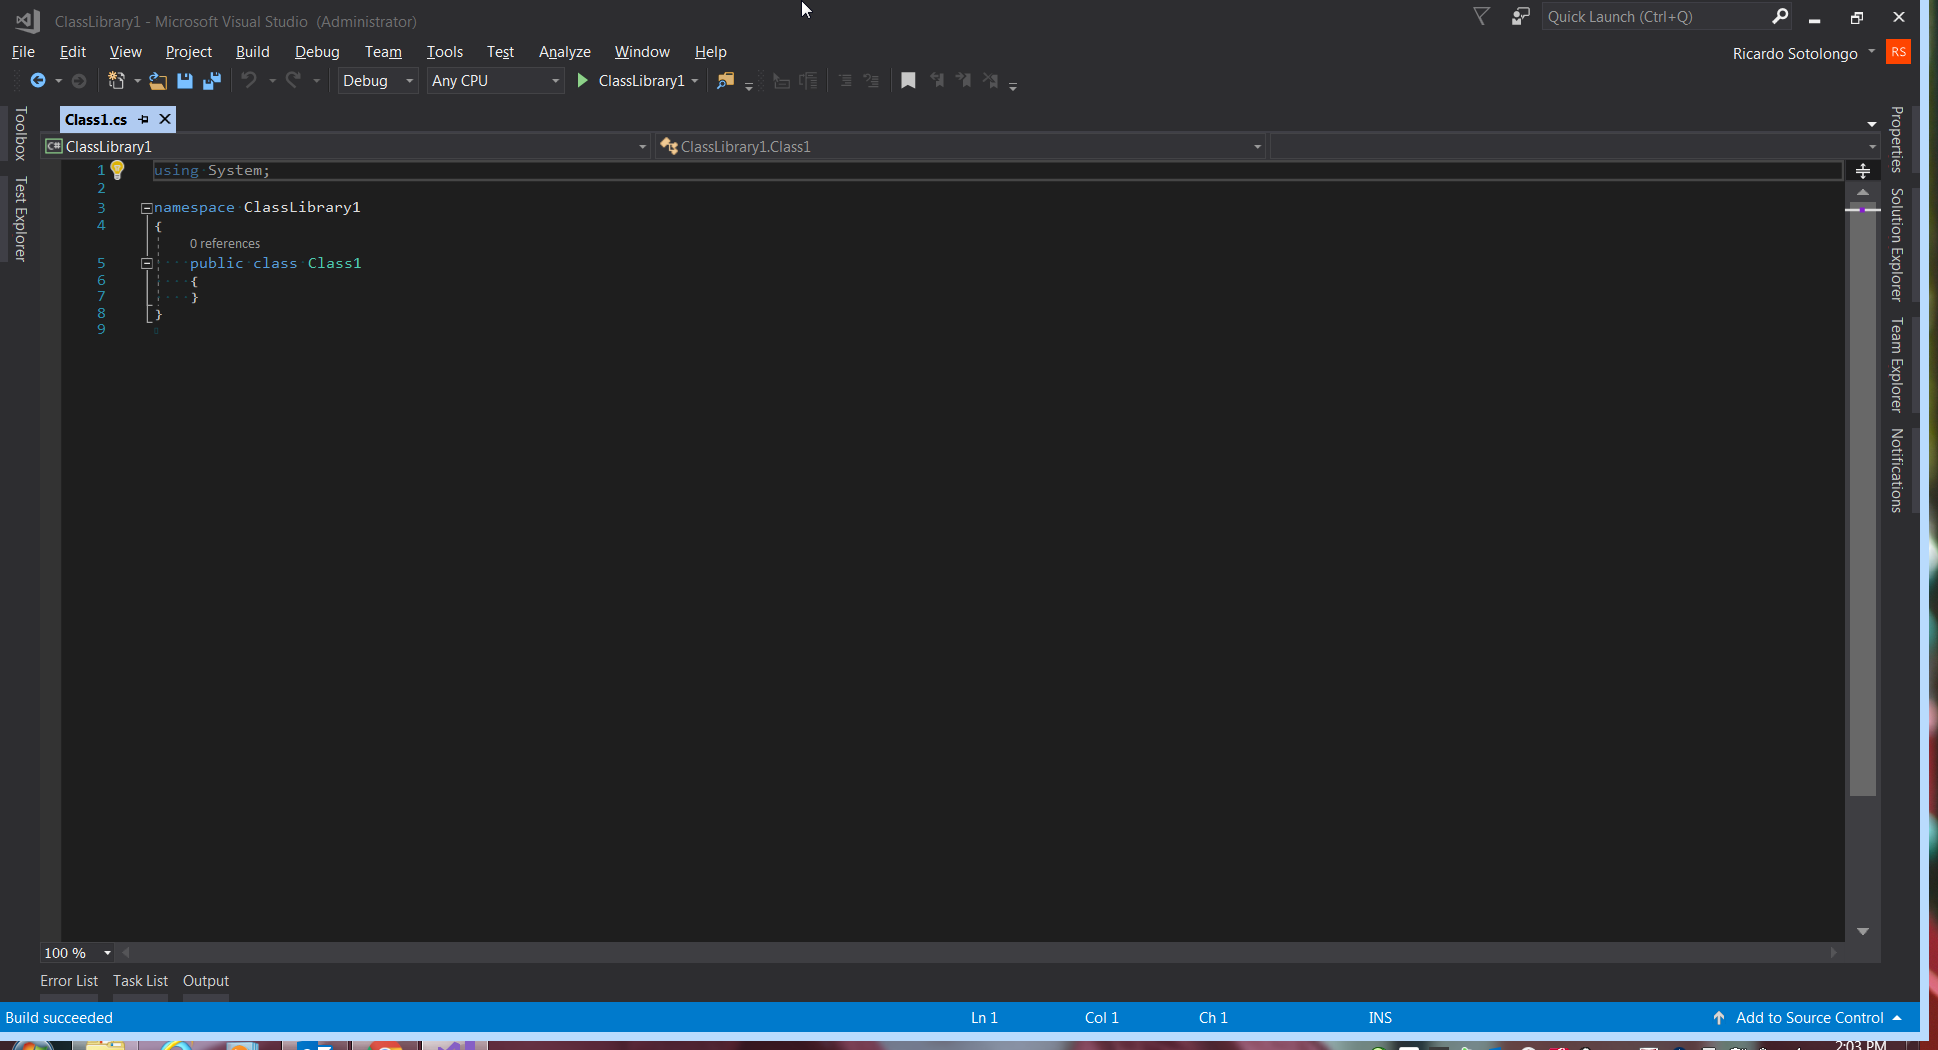 ClassLibrary1 - Microsoft Visual Studio (Administrator)
Quick Launch (Ctrl+Q)
File Edit View Project Build Debug Team Tools Test Analyze Window Help
Ricardo Sotolongo RS
Debug Any CPU ClassLibrary1
Toolbox
Test Explorer
Class1.cs
C# ClassLibrary1 ClassLibrary1.Class1
1 using System;
2
3 namespace ClassLibrary1
4 {
0 references
5 public class Class1
6 {
7 }
8 }
9
Properties
Solution Explorer
Team Explorer
Notifications
100 %
Error List Task List Output
Build succeeded Ln 1 Col 1 Ch 1 INS Add to Source Control
2:03 PM